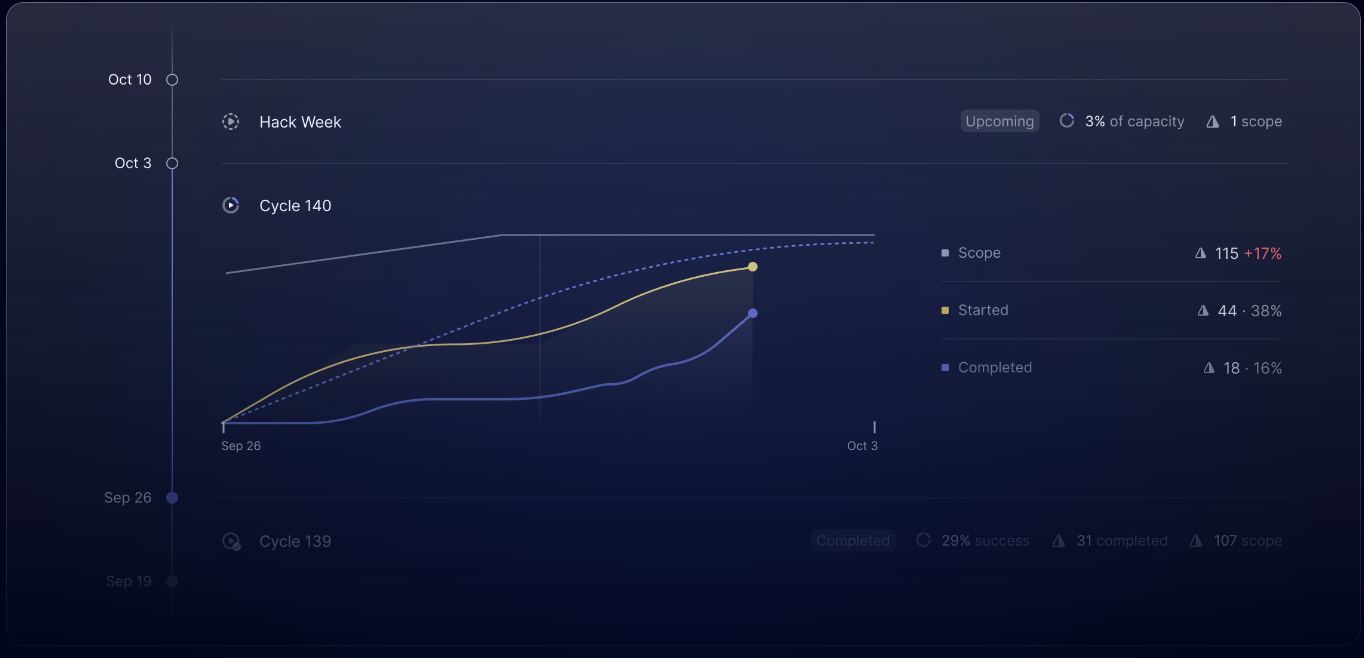 Oct 10
Hack Week Upcoming 3% of capacity 1 scope
Oct 3
Cycle 140
Scope 115 +17%
Started 44 · 38%
Completed 18 · 16%
Sep 26 Oct 3
Sep 26
Cycle 139 Completed 29% success 31 completed 107 scope
Sep 19